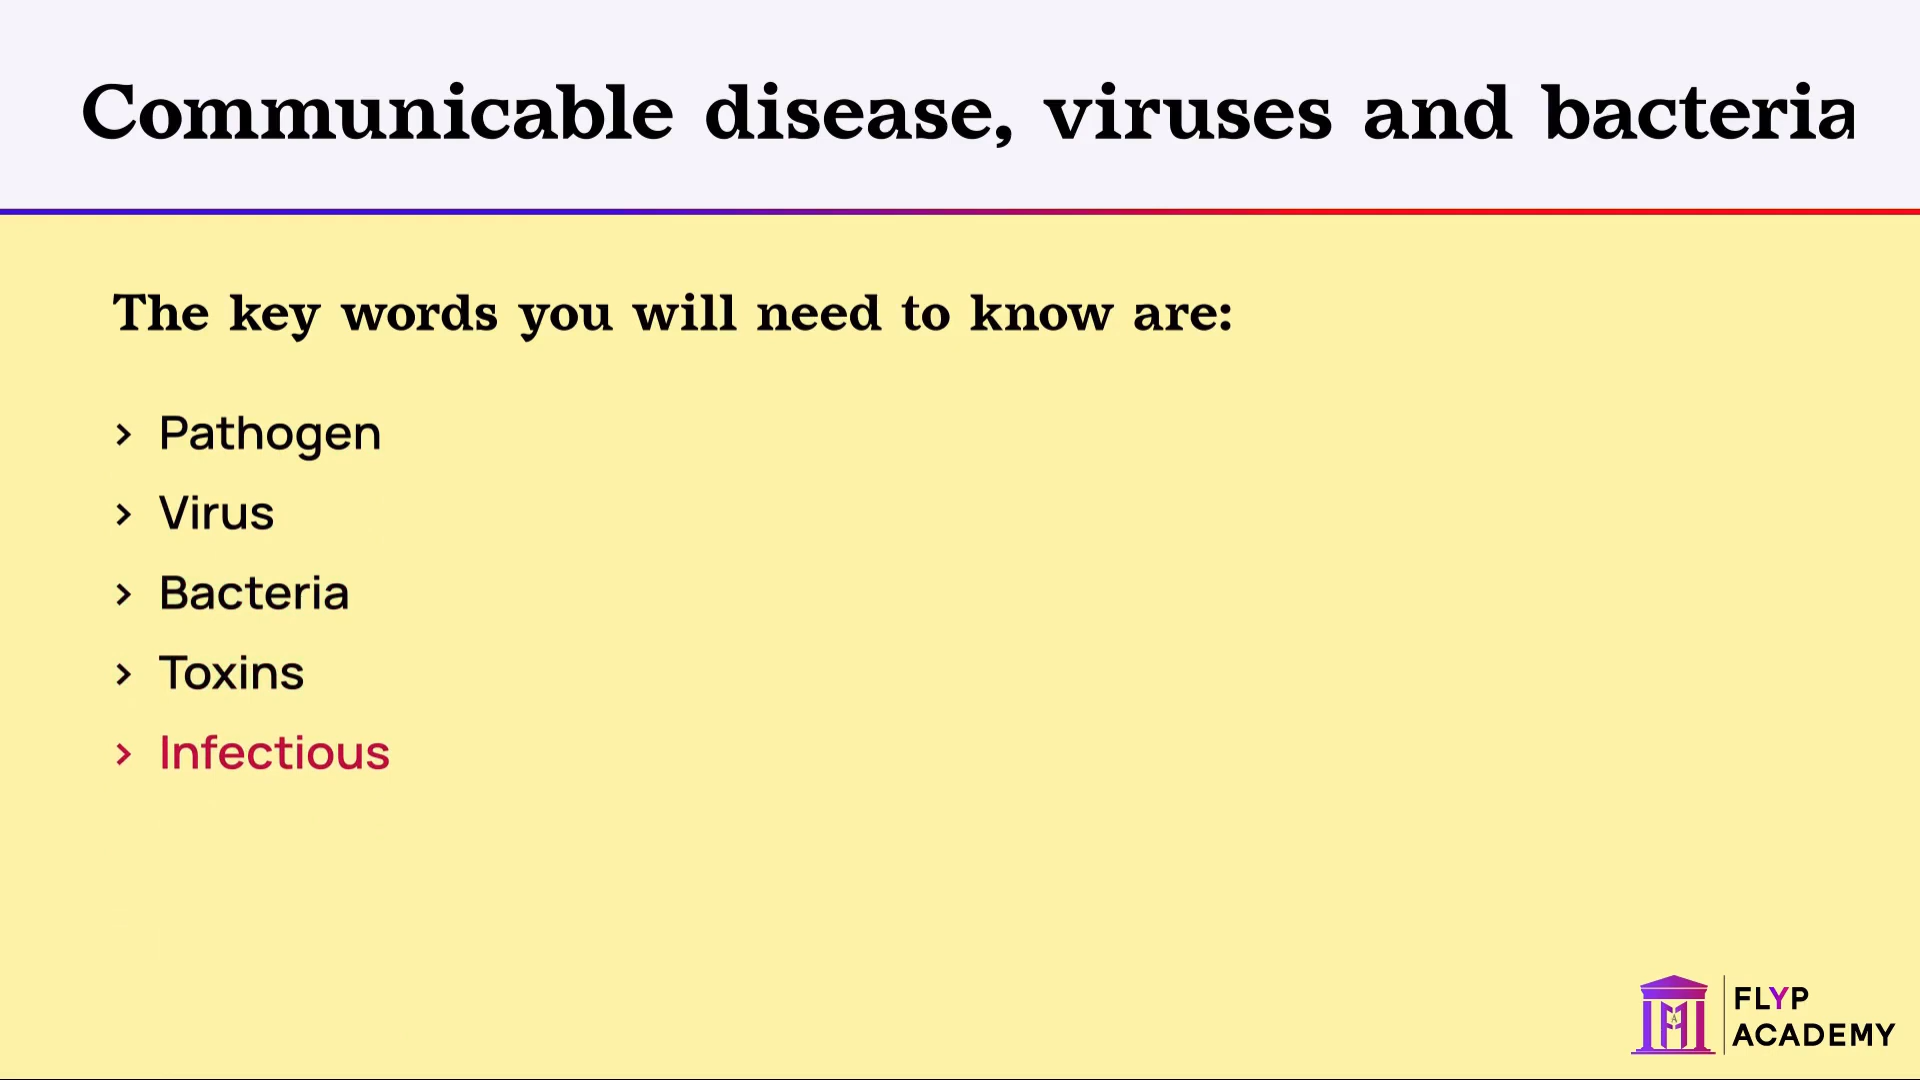 Communicable disease, viruses and bacteria
The key words you will need to know are:
> Pathogen
> Virus
> Bacteria
> Toxins
> Infectious
FLYP
ACADEMY